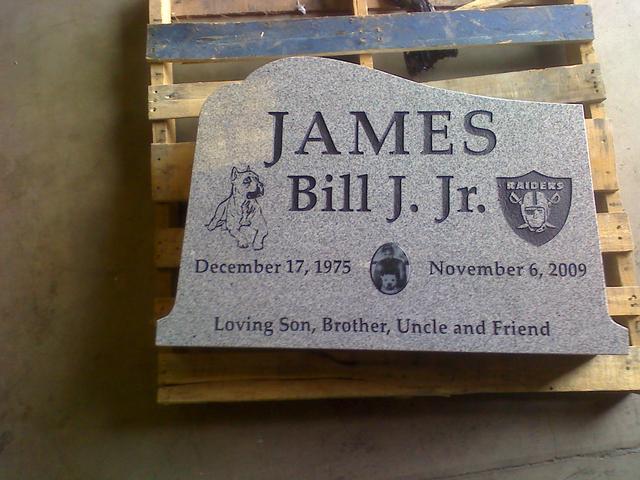 JAMES
Bill J. Jr.
RAIDERS
December 17, 1975
November 6, 2009
Loving Son, Brother, Uncle and Friend